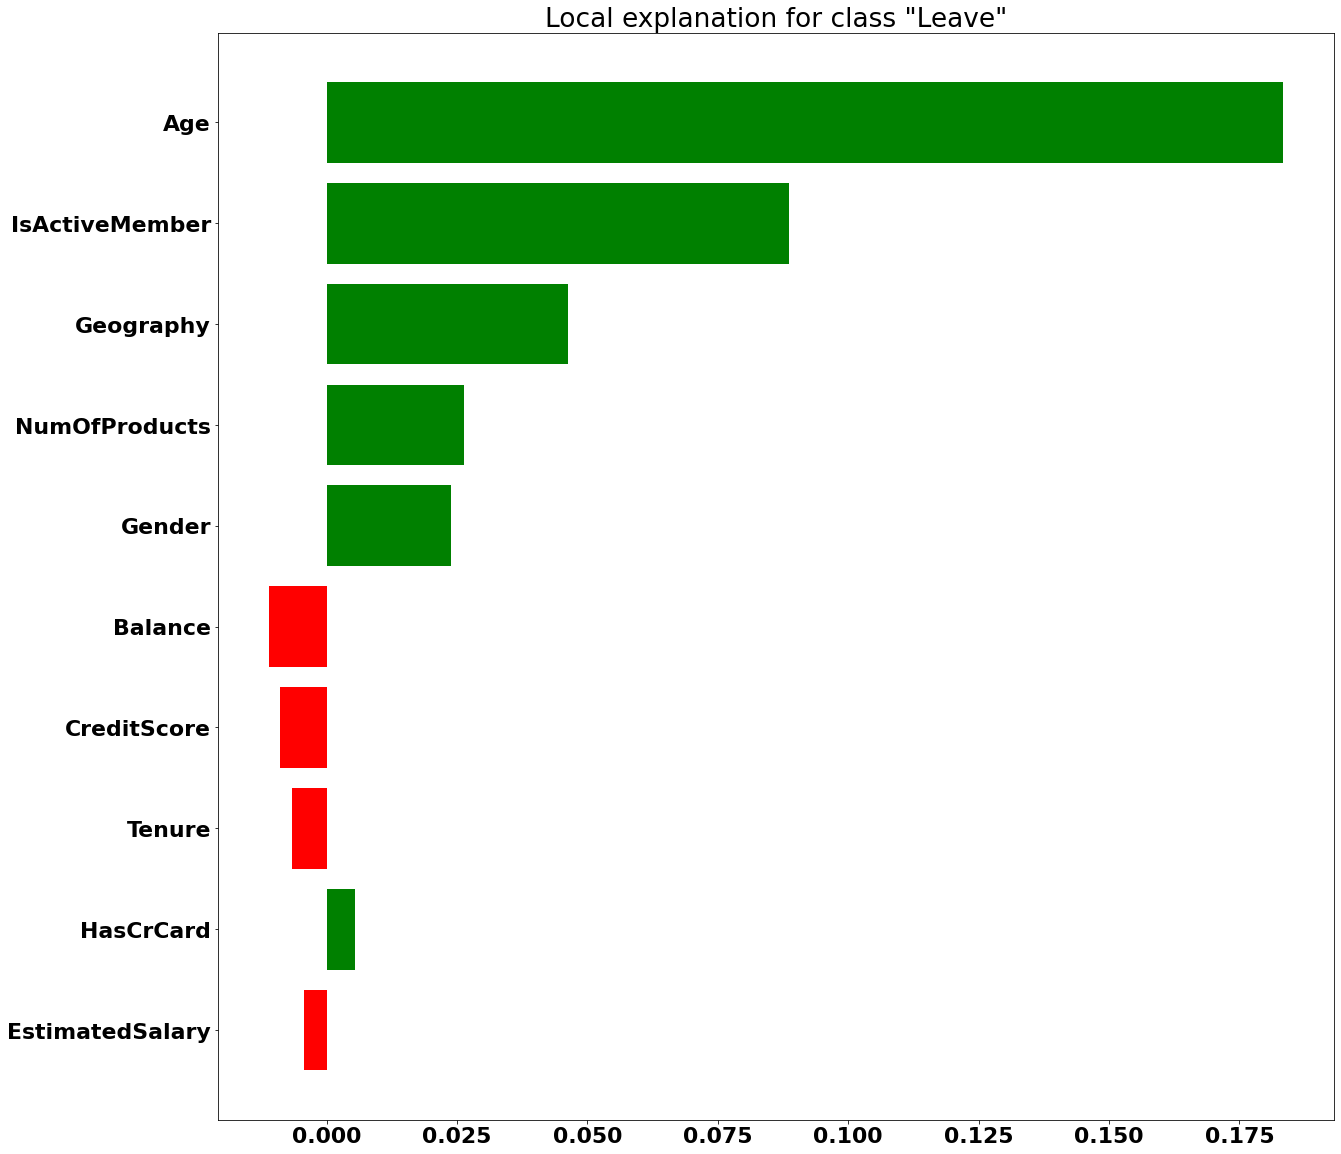 Local explanation for class "Leave"
Age
IsActiveMember
Geography
NumOfProducts
Gender
Balance
CreditScore
Tenure
HasCrCard
EstimatedSalary
0.000 0.025 0.050 0.075 0.100 0.125 0.150 0.175